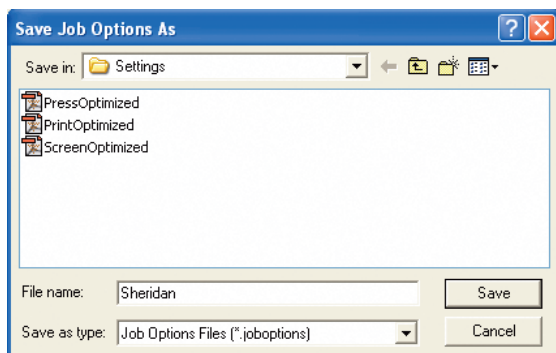 Save Job Options As
Save in: Settings
PressOptimized
PrintOptimized
ScreenOptimized
File name: Sheridan Save
Save as type: Job Options Files (*.joboptions) Cancel